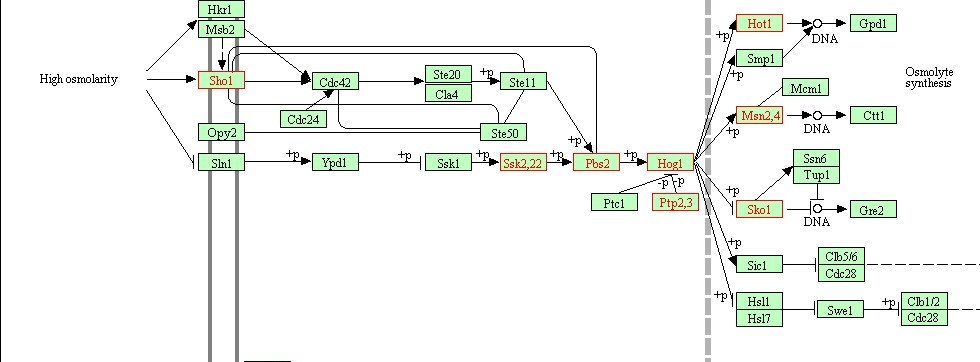 Hkr1
Msb2
High osmolarity
Sho1
Cdc42
Ste20
Cla4
+p
Ste11
Cdc24
Opy2
Ste50
+p
Sln1
+p
Ypd1
+p
Ssk1
+p
Ssk2,22
+p
Pbs2
+p
Hog1
-p
-p
Ptc1
Ptp2,3
+p
Hot1
DNA
Gpd1
+p
Smp1
Osmolyte
synthesis
Mcm1
+p
Msn2,4
DNA
Ctt1
+p
Ssn6
Tup1
Sko1
DNA
Gre2
+p
Sic1
Clb5/6
Cdc28
+p
Hsl1
Hsl7
Swe1
+p
Clb1/2
Cdc28